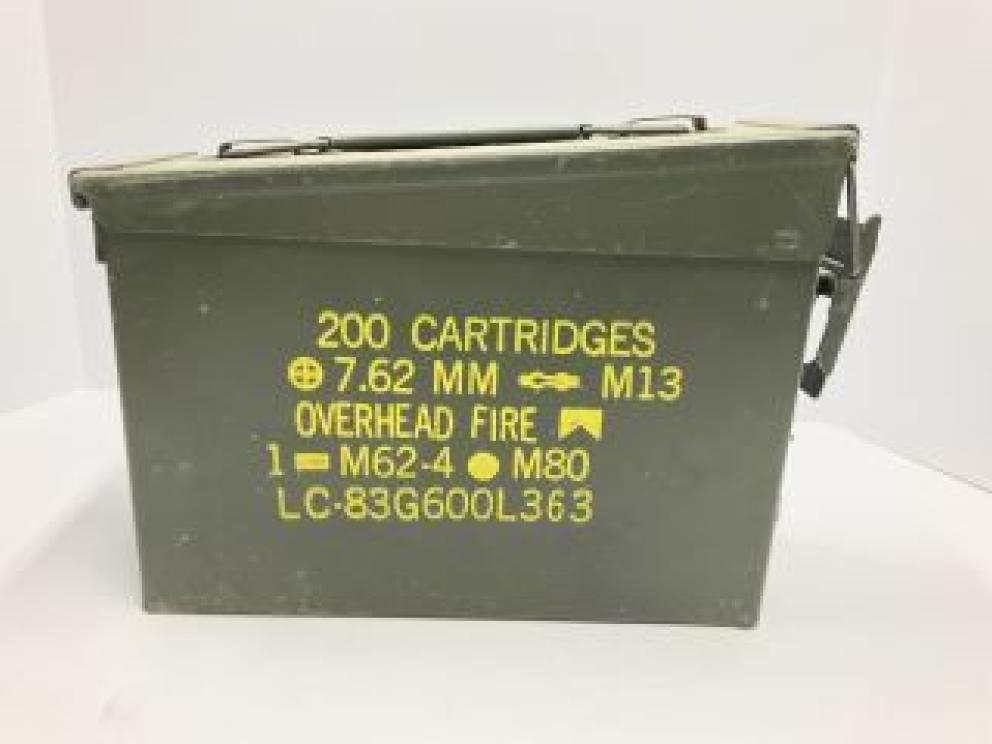 200 CARTRIDGES
7.62 MM M13
OVERHEAD FIRE
1 M62-4 M80
LC-83G600L363